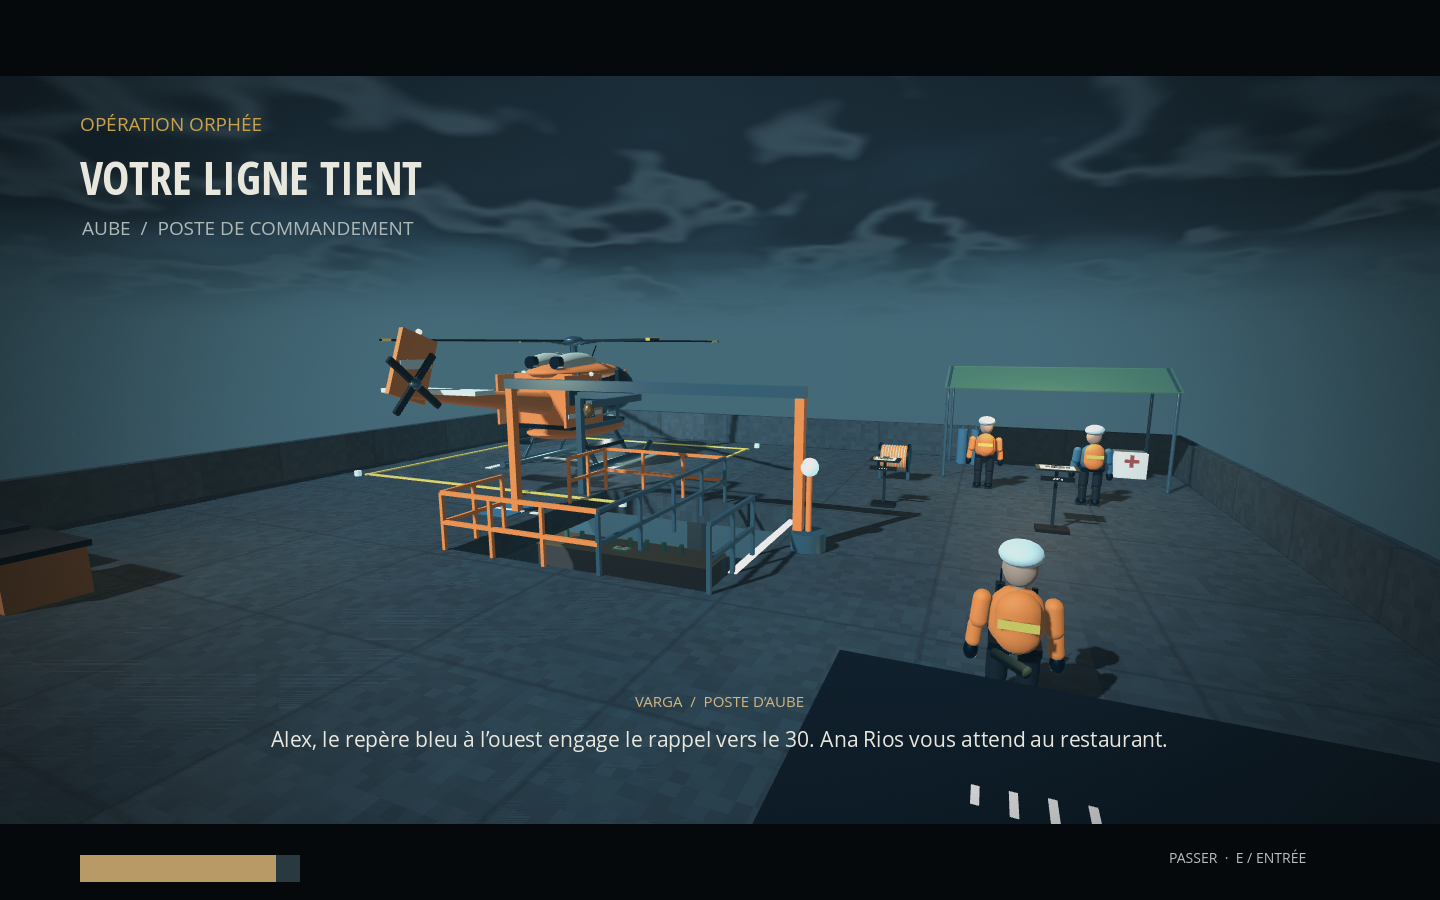 OPÉRATION ORPHÉE
VOTRE LIGNE TIENT
AUBE / POSTE DE COMMANDEMENT
VARGA / POSTE D’AUBE
Alex, le repère bleu à l’ouest engage le rappel vers le 30. Ana Rios vous attend au restaurant.
PASSER · E / ENTRÉE